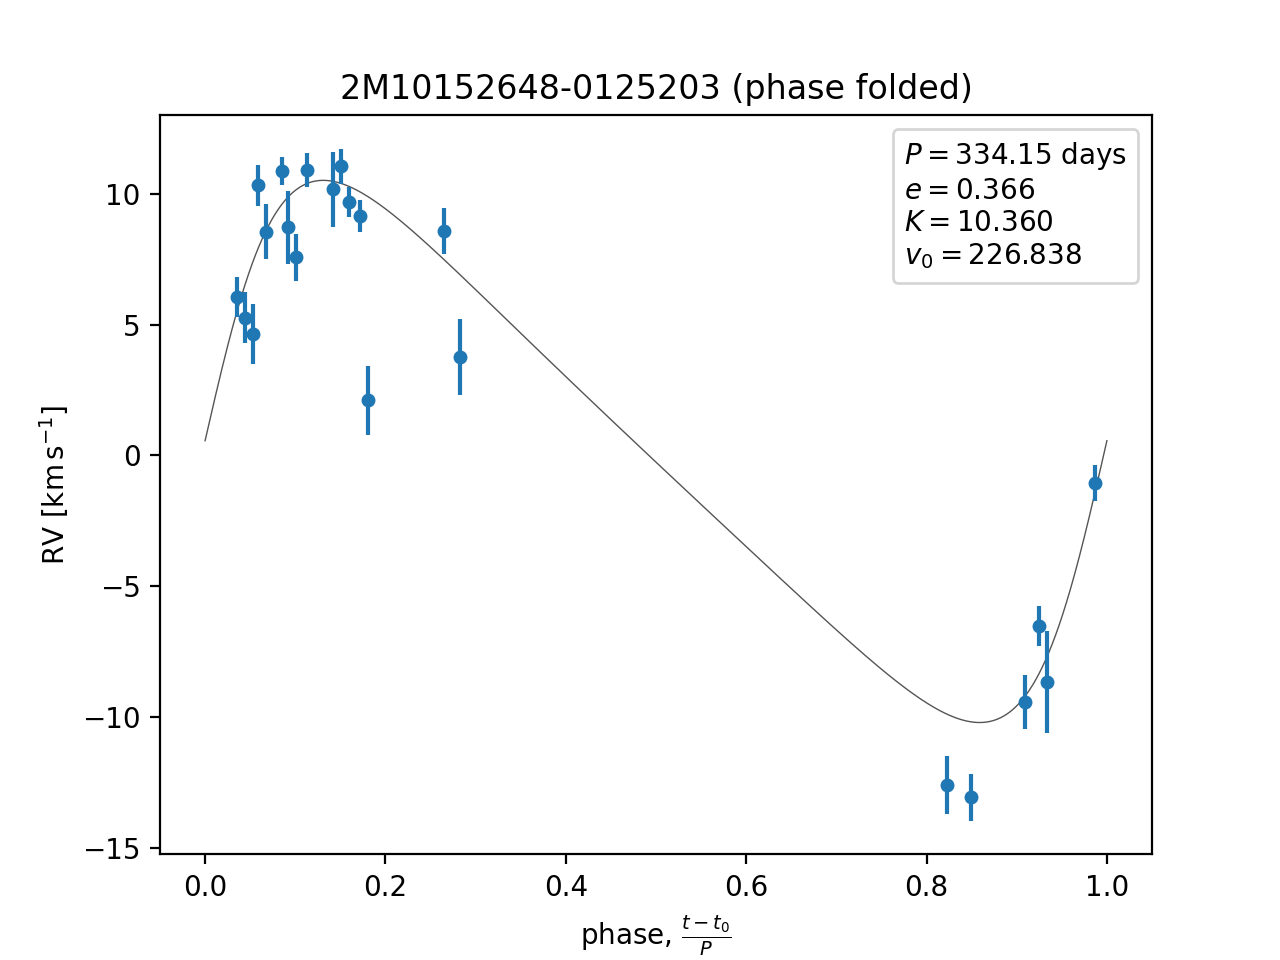 2M10152648-0125203 (phase folded)
P = 334.15 days
e = 0.366
K = 10.360
v₀ = 226.838
RV [km s⁻¹]
10
5
0
−5
−10
−15
0.0 0.2 0.4 0.6 0.8 1.0
phase, (t − t₀)/P